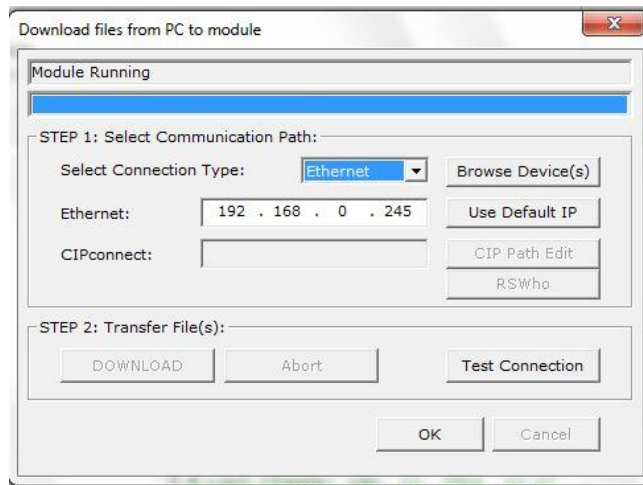 Download files from PC to module
Module Running
STEP 1: Select Communication Path:
Select Connection Type: Ethernet Browse Device(s)
Ethernet: 192 . 168 . 0 . 245 Use Default IP
CIPconnect: CIP Path Edit
RSWho
STEP 2: Transfer File(s):
DOWNLOAD Abort Test Connection
OK Cancel